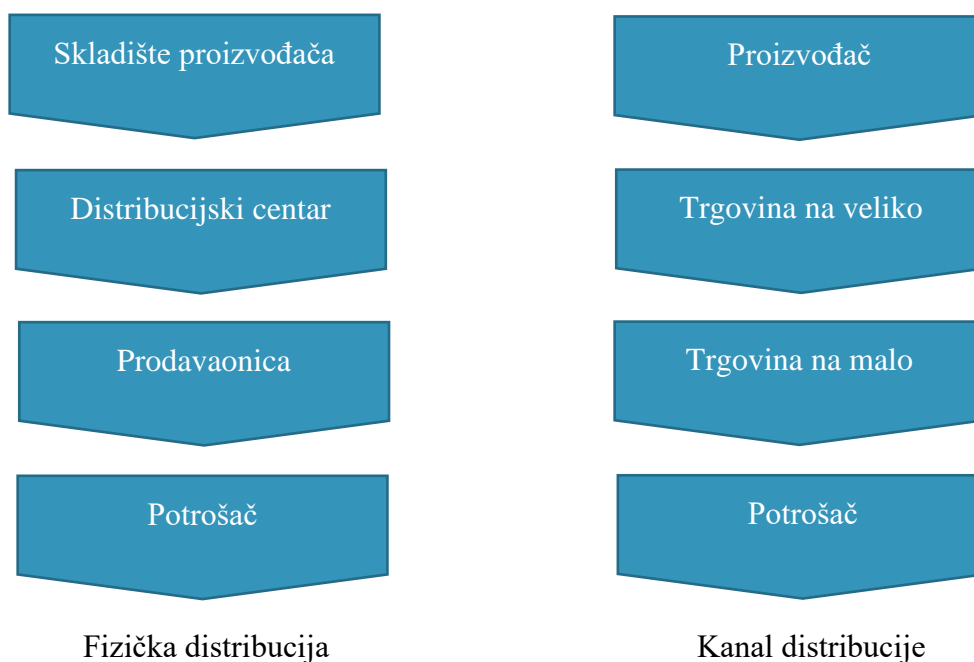 Skladište proizvođača
Distribucijski centar
Prodavaonica
Potrošač
Fizička distribucija
Proizvođač
Trgovina na veliko
Trgovina na malo
Potrošač
Kanal distribucije